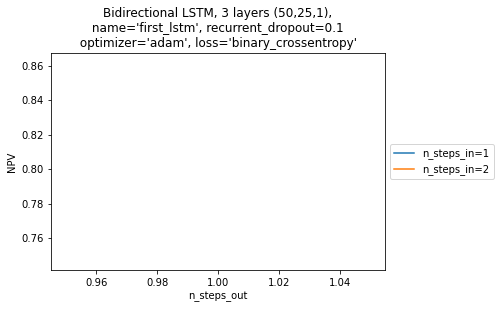 Bidirectional LSTM, 3 layers (50,25,1),
name='first_lstm', recurrent_dropout=0.1
optimizer='adam', loss='binary_crossentropy'
0.86
0.84
0.82
0.80
0.78
0.76
NPV
0.96
0.98
1.00
1.02
1.04
n_steps_out
n_steps_in=1
n_steps_in=2